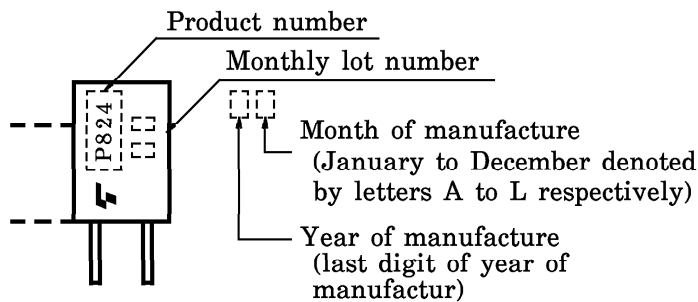 Product number
Monthly lot number
P824
Month of manufacture
(January to December denoted
by letters A to L respectively)
Year of manufacture
(last digit of year of
manufactur)